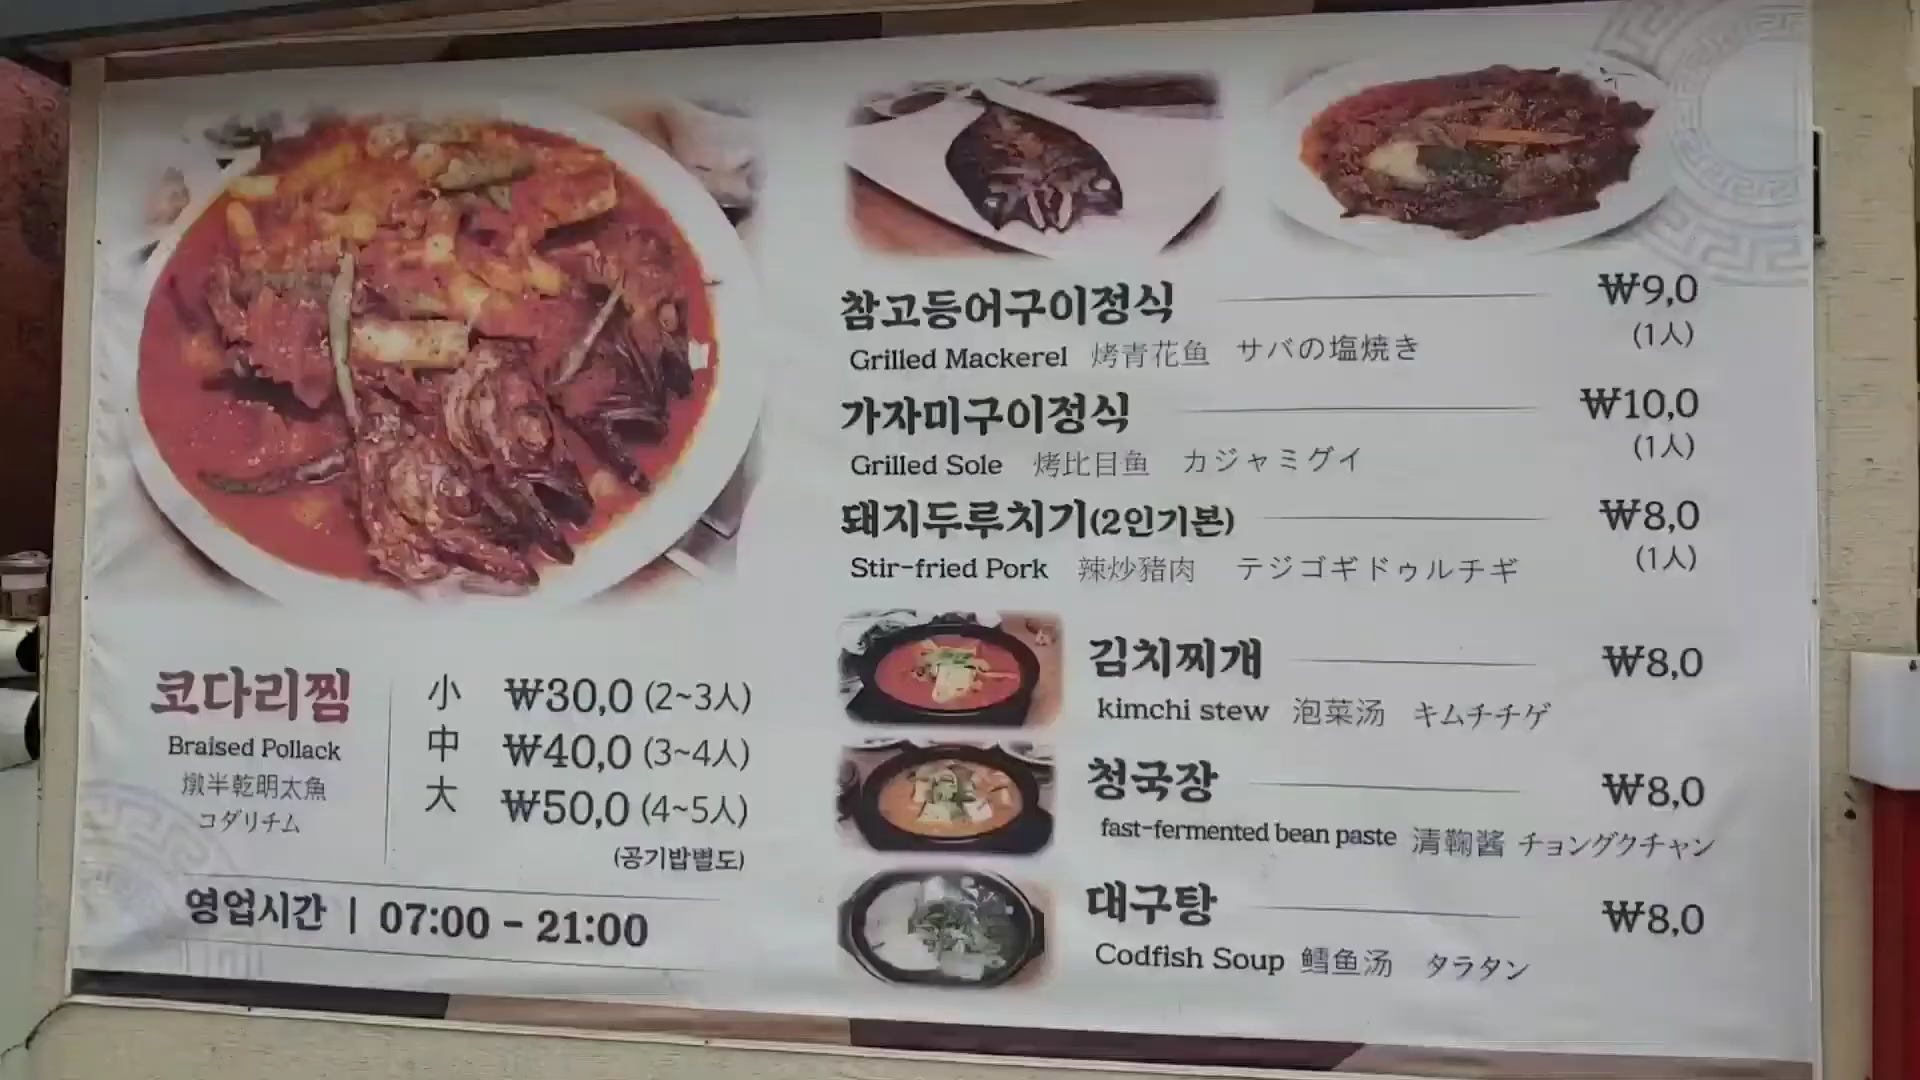 참고등어구이정식 ₩9,0
Grilled Mackerel 烤青花鱼 サバの塩焼き (1人)
가자미구이정식 ₩10,0
Grilled Sole 烤比目鱼 カジャミグイ (1人)
돼지두루치기(2인기본) ₩8,0
Stir-fried Pork 辣炒豬肉 テジゴギドゥルチギ (1人)
김치찌개 ₩8,0
kimchi stew 泡菜汤 キムチチゲ
청국장 ₩8,0
fast-fermented bean paste 清麴酱 チョングクチャン
대구탕 ₩8,0
Codfish Soup 鳕鱼汤 タラタン
코다리찜
Braised Pollack
燉半乾明太魚
コダリチム
小 ₩30,0 (2~3人)
中 ₩40,0 (3~4人)
大 ₩50,0 (4~5人)
(공기밥별도)
영업시간 | 07:00 - 21:00